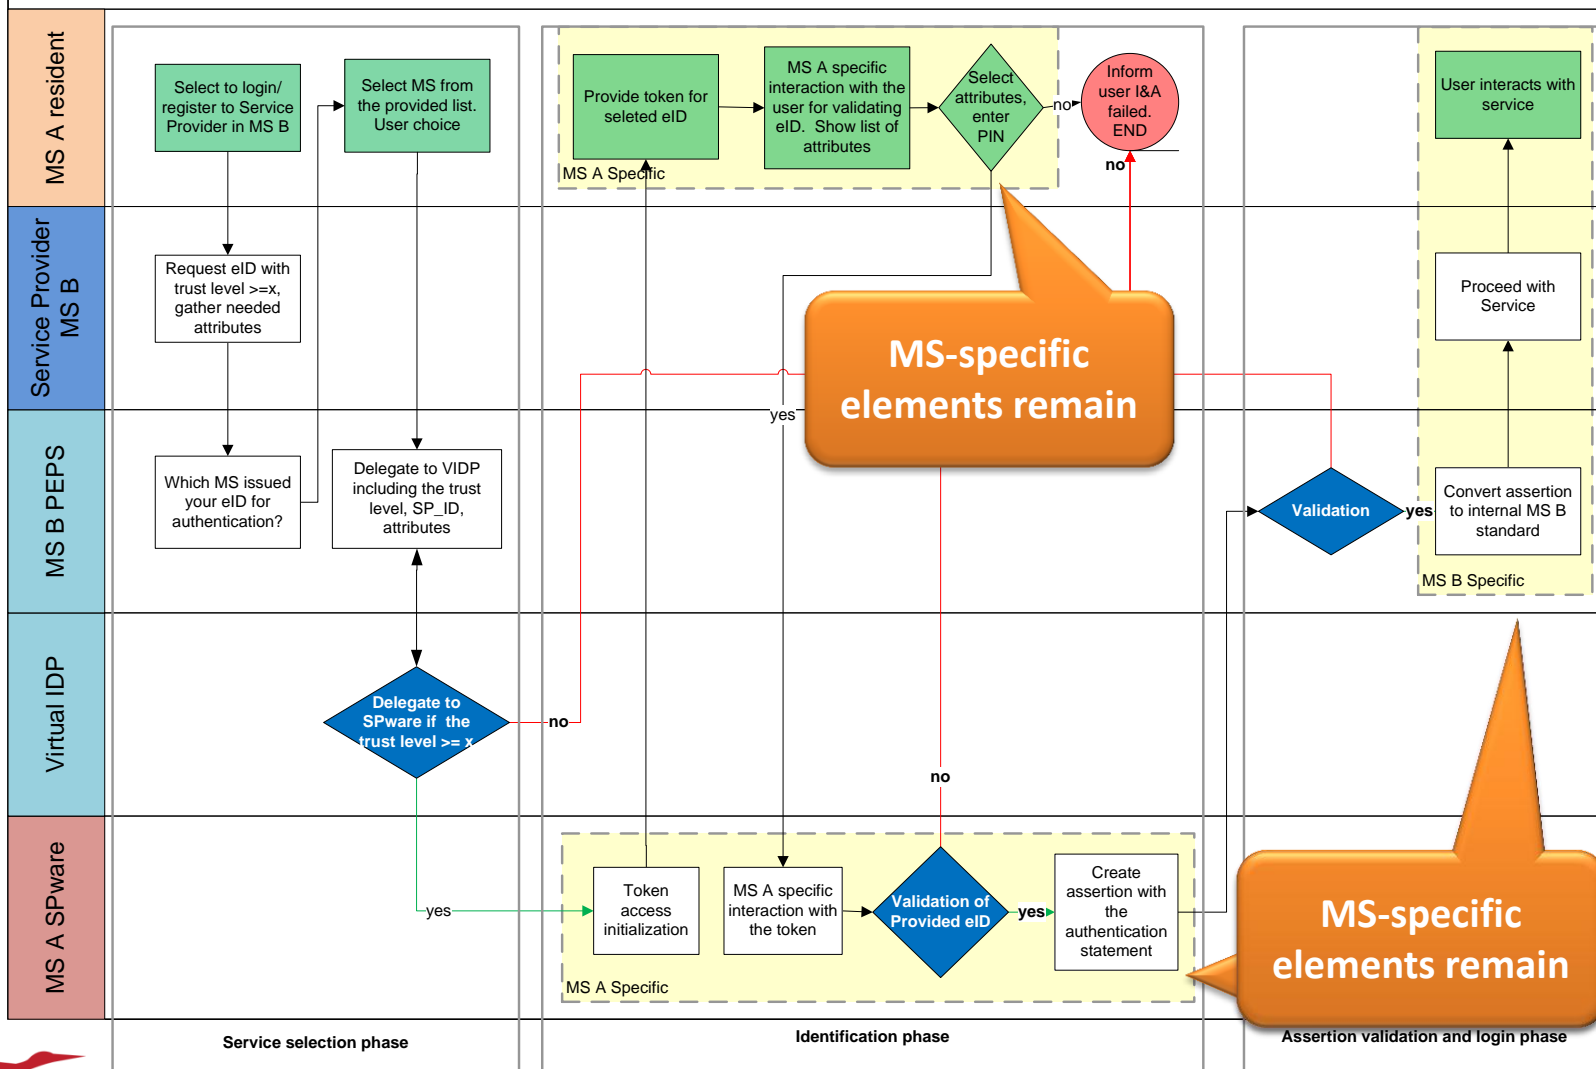 MS A resident
Select to login/
register to Service
Provider in MS B
Select MS from
the provided list.
User choice
Provide token for
seleted eID
MS A specific
interaction with the
user for validating
eID.  Show list of
attributes
Select
attributes,
enter
PIN
no
Inform
user I&A
failed.
END
no
MS A Specific
User interacts with
service
Service Provider
MS B
Request eID with
trust level >=x,
gather needed
attributes
MS-specific
elements remain
Proceed with
Service
MS B PEPS
Which MS issued
your eID for
authentication?
Delegate to VIDP
including the trust
level, SP_ID,
attributes
yes
Validation
yes
Convert assertion
to internal MS B
standard
MS B Specific
Virtual IDP
Delegate to
SPware if  the
trust level >= x
no
no
MS A SPware
yes
Token
access
initialization
MS A specific
interaction with
the token
Validation of
Provided eID
yes
Create
assertion with
the
authentication
statement
MS A Specific
MS-specific
elements remain
Service selection phase
Identification phase
Assertion validation and login phase